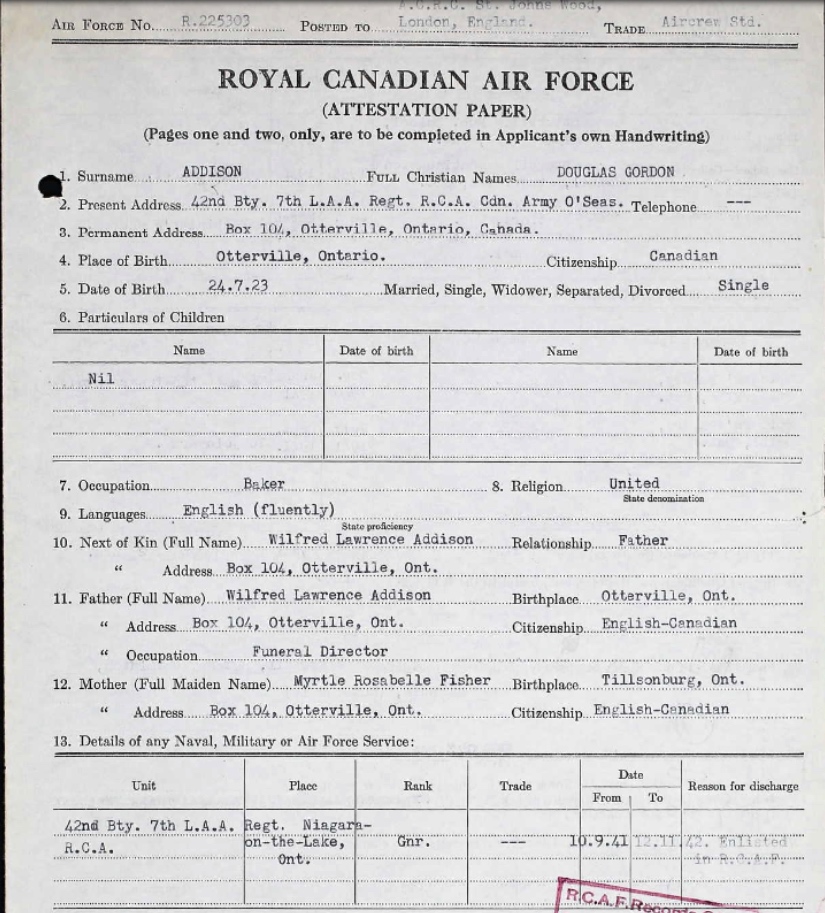 A.C.R.C. St. Johns Wood,
AIR FORCE NO. R.225303 POSTED TO London, England. TRADE Aircrew Std.
ROYAL CANADIAN AIR FORCE
(ATTESTATION PAPER)
(Pages one and two, only, are to be completed in Applicant's own Handwriting)
1. Surname ADDISON FULL Christian Names DOUGLAS GORDON
2. Present Address 42nd Bty. 7th L.A.A. Regt. R.C.A. Cdn. Army O'Seas. Telephone ---
3. Permanent Address Box 104, Otterville, Ontario, Canada.
4. Place of Birth Otterville, Ontario. Citizenship Canadian
5. Date of Birth 24.7.23 Married, Single, Widower, Separated, Divorced Single
6. Particulars of Children
Name Date of birth Name Date of birth
Nil
7. Occupation Baker 8. Religion United
State denomination
9. Languages English (fluently)
State proficiency
10. Next of Kin (Full Name) Wilfred Lawrence Addison Relationship Father
" Address Box 104, Otterville, Ont.
11. Father (Full Name) Wilfred Lawrence Addison Birthplace Otterville, Ont.
" Address Box 104, Otterville, Ont. Citizenship English-Canadian
" Occupation Funeral Director
12. Mother (Full Maiden Name) Myrtle Rosabelle Fisher Birthplace Tillsonburg, Ont.
" Address Box 104, Otterville, Ont. Citizenship English-Canadian
13. Details of any Naval, Military or Air Force Service:
Unit Place Rank Trade Date Reason for discharge
From To
42nd Bty. 7th L.A.A. Regt. Niagara-
R.C.A. on-the-Lake, Gnr. --- 10.9.41 12.11.42. Enlisted
Ont. in R.C.A.F.
R.C.A.F. Records